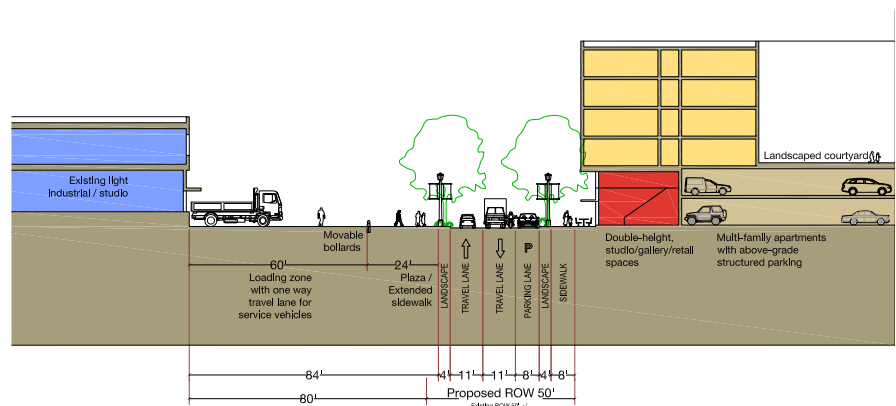 Landscaped courtyard
Existing light
industrial / studio
Movable
bollards
60'
24'
Loading zone
with one way
travel lane for
service vehicles
Plaza /
Extended
sidewalk
LANDSCAPE
TRAVEL LANE
TRAVEL LANE
P
PARKING LANE
LANDSCAPE
SIDEWALK
Double-height,
studio/gallery/retail
spaces
Multi-family apartments
with above-grade
structured parking
84'
4'
11'
11'
8'
4'
8'
80'
Proposed ROW 50'
Existing ROW 50' +/-